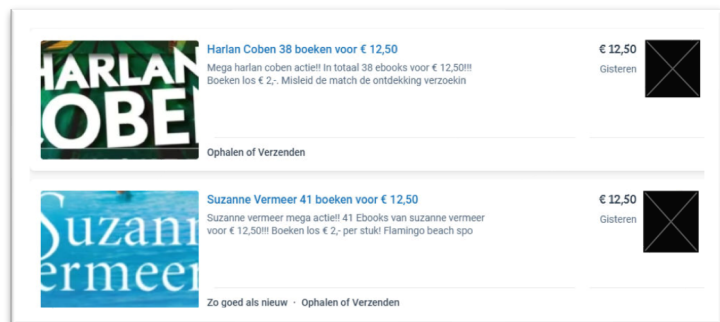 HARLAN
COBE
Harlan Coben 38 boeken voor € 12,50
Mega harlan coben actie!! In totaal 38 ebooks voor € 12,50!!!
Boeken los € 2,-. Misleid de match de ontdekking verzoekin
€ 12,50
Gisteren
Ophalen of Verzenden
Suzann
ermeer
Suzanne Vermeer 41 boeken voor € 12,50
Suzanne vermeer mega actie!! 41 Ebooks van suzanne vermeer
voor € 12,50!!! Boeken los € 2,- per stuk! Flamingo beach spo
€ 12,50
Gisteren
Zo goed als nieuw · Ophalen of Verzenden